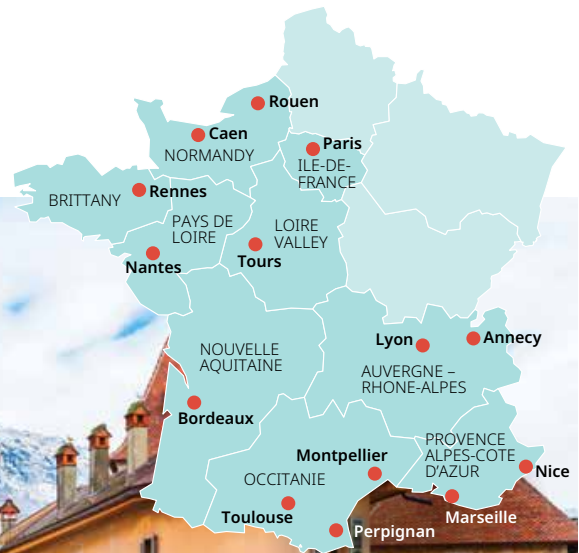 Rouen
Caen
NORMANDY
Paris
ILE-DE-
FRANCE
BRITTANY
Rennes
PAYS DE
LOIRE
LOIRE
VALLEY
Nantes
Tours
NOUVELLE
AQUITAINE
Lyon
Annecy
AUVERGNE –
RHONE-ALPES
Bordeaux
Montpellier
PROVENCE
ALPES-COTE
D'AZUR
Nice
OCCITANIE
Toulouse
Marseille
Perpignan